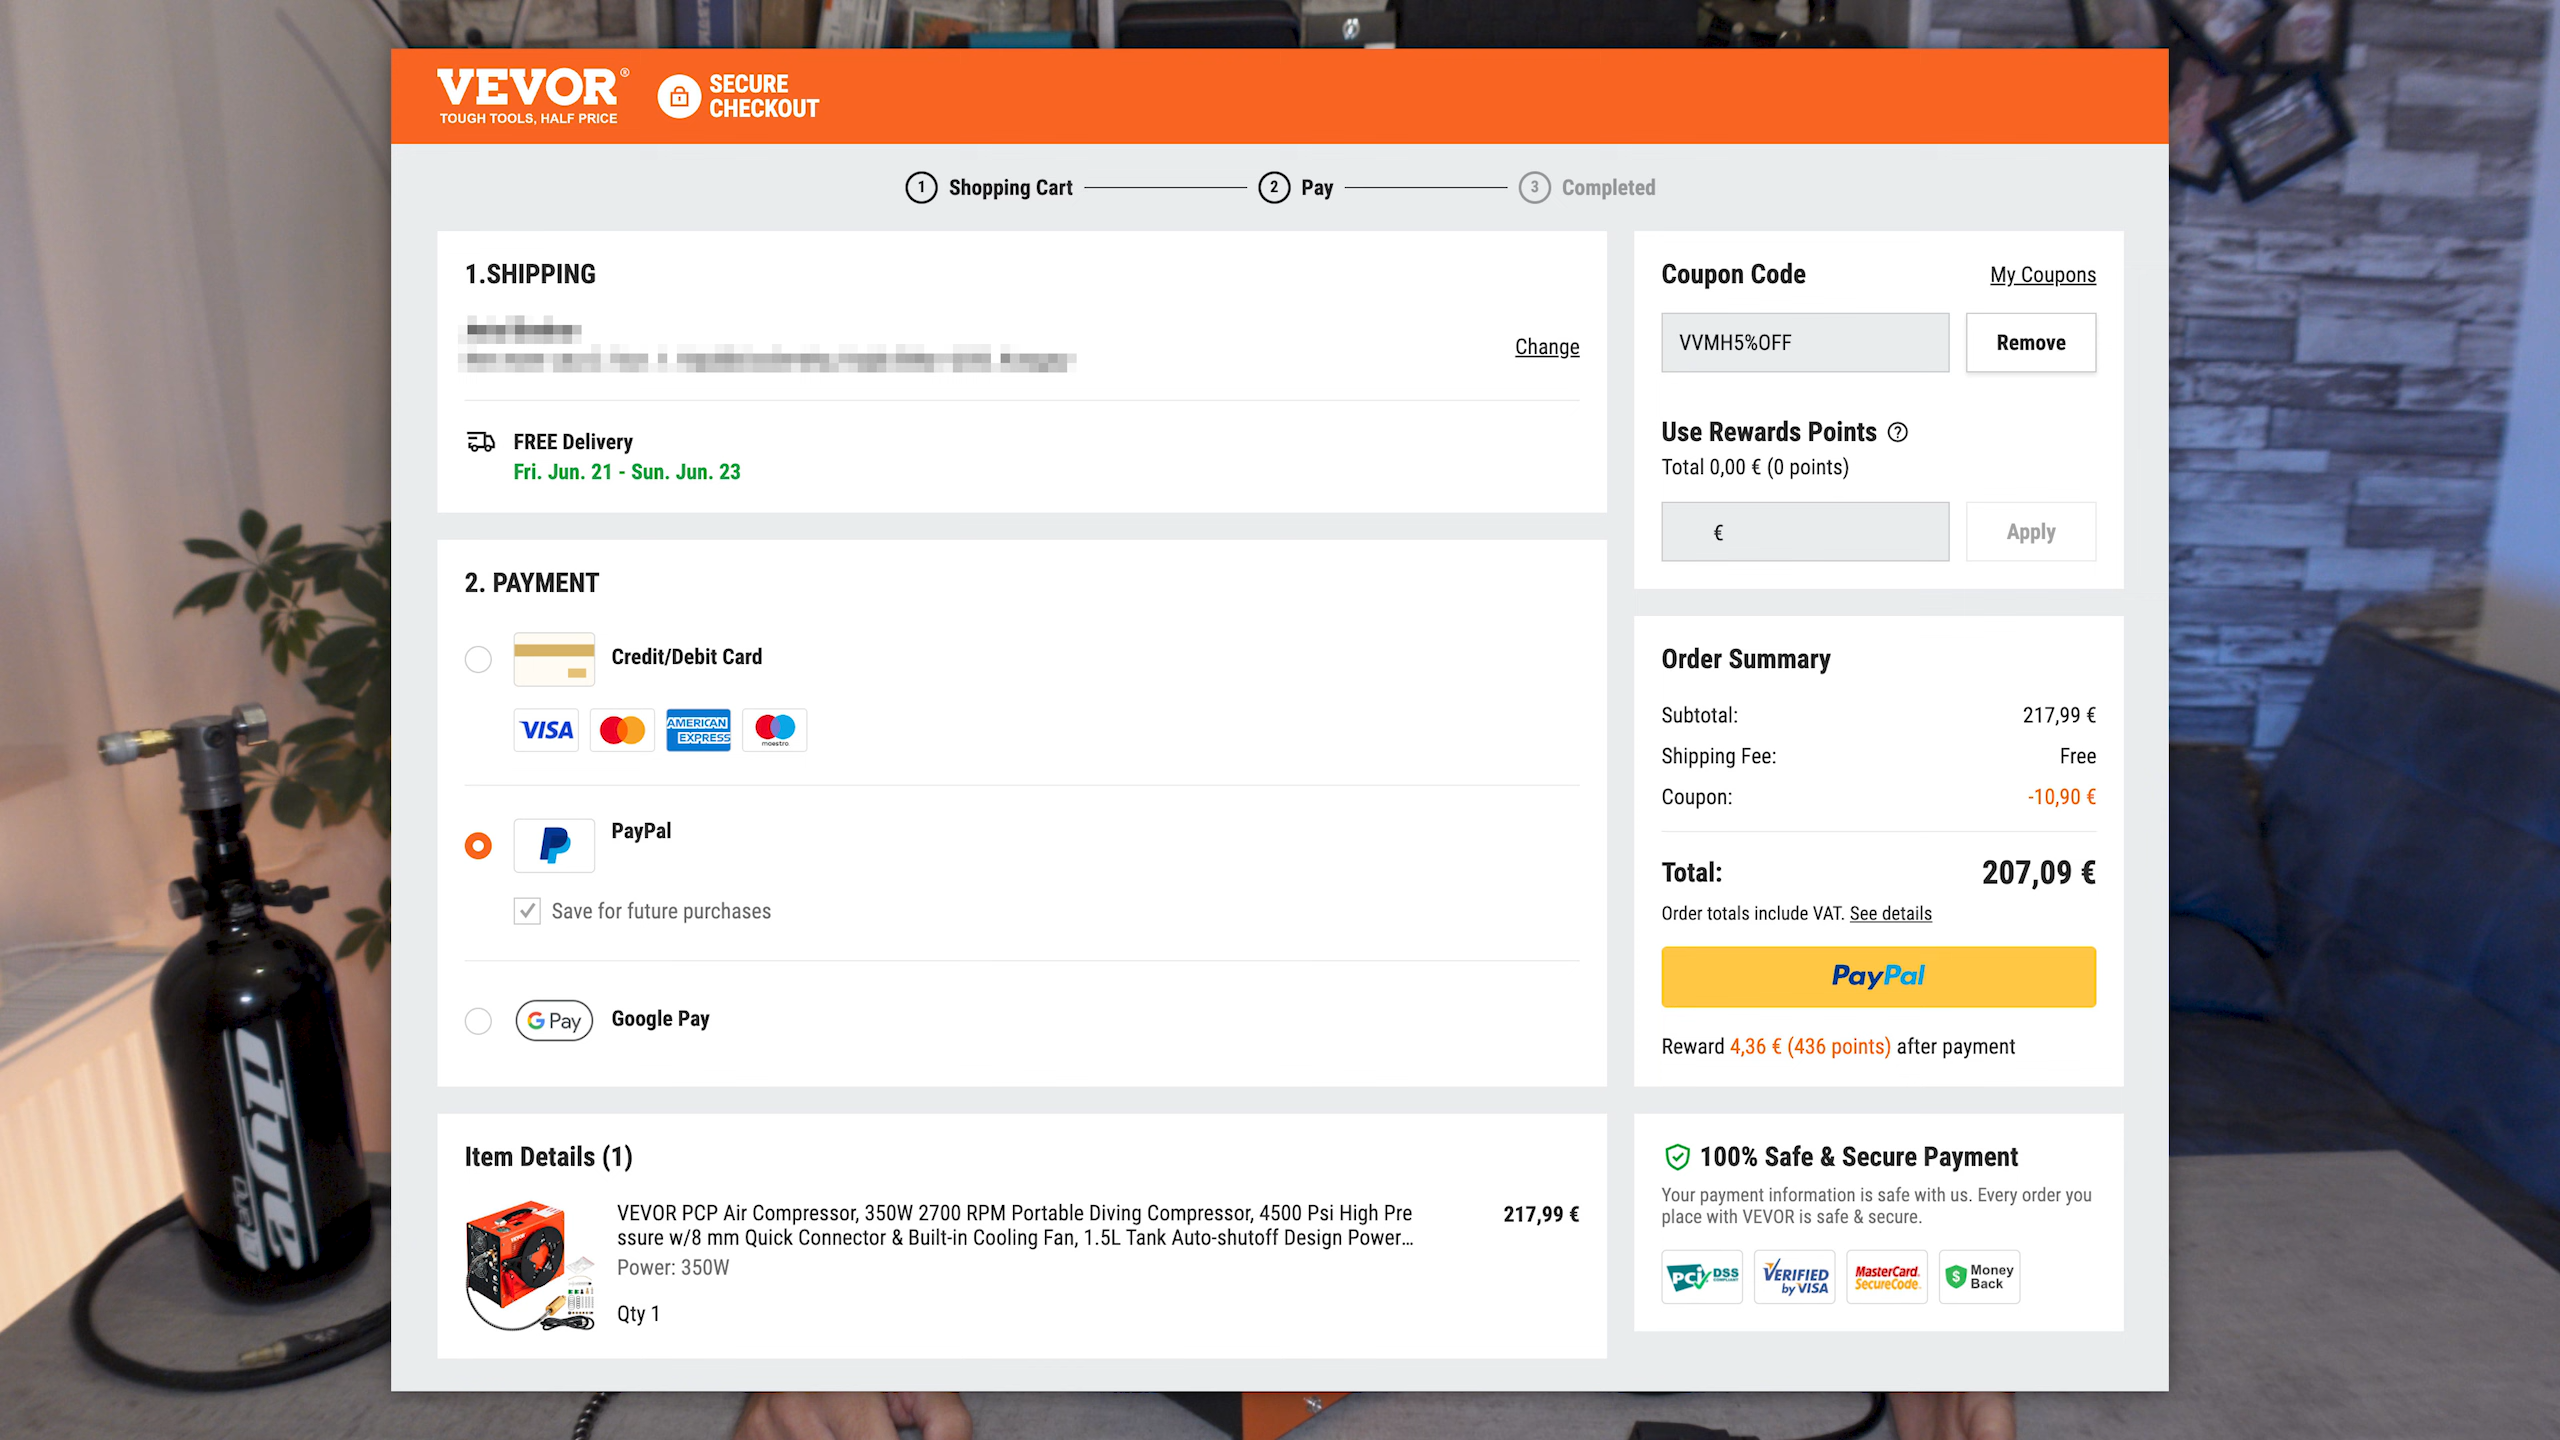 VEVOR®
TOUGH TOOLS, HALF PRICE
SECURE
CHECKOUT
1 Shopping Cart
2 Pay
3 Completed
1.SHIPPING
Change
FREE Delivery
Fri. Jun. 21 - Sun. Jun. 23
2. PAYMENT
Credit/Debit Card
VISA
AMERICAN
EXPRESS
maestro
PayPal
Save for future purchases
G Pay
Google Pay
Item Details (1)
VEVOR PCP Air Compressor, 350W 2700 RPM Portable Diving Compressor, 4500 Psi High Pre
ssure w/8 mm Quick Connector & Built-in Cooling Fan, 1.5L Tank Auto-shutoff Design Power...
217,99 €
Power: 350W
Qty 1
Coupon Code
My Coupons
VVMH5%OFF
Remove
Use Rewards Points ?
Total 0,00 € (0 points)
€
Apply
Order Summary
Subtotal: 217,99 €
Shipping Fee: Free
Coupon: -10,90 €
Total: 207,09 €
Order totals include VAT. See details
PayPal
Reward 4,36 € (436 points) after payment
100% Safe & Secure Payment
Your payment information is safe with us. Every order you
place with VEVOR is safe & secure.
PCI DSS
COMPLIANT
VERIFIED
by VISA
MasterCard.
SecureCode.
Money
Back
dye